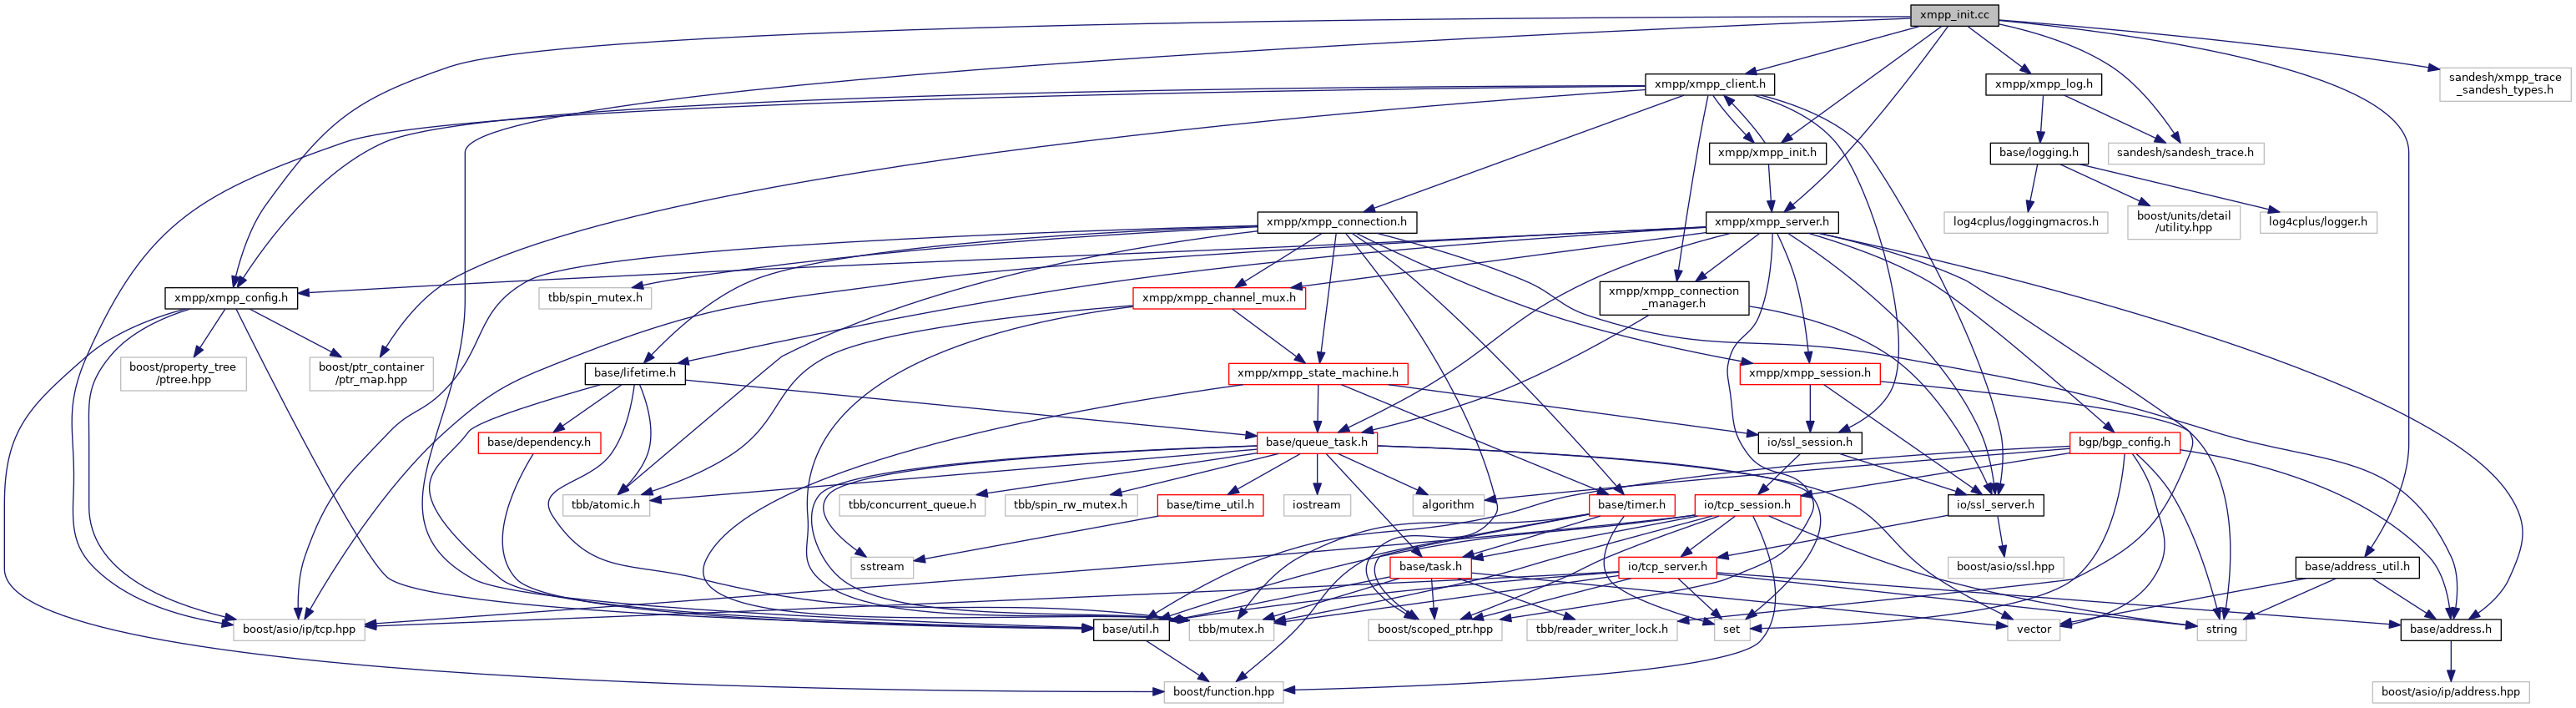 xmpp_init.cc
xmpp/xmpp_client.h
xmpp/xmpp_log.h
sandesh/xmpp_trace
_sandesh_types.h
xmpp/xmpp_init.h
base/logging.h
sandesh/sandesh_trace.h
xmpp/xmpp_connection.h
xmpp/xmpp_server.h
log4cplus/loggingmacros.h
boost/units/detail
/utility.hpp
log4cplus/logger.h
xmpp/xmpp_config.h
tbb/spin_mutex.h
xmpp/xmpp_channel_mux.h
xmpp/xmpp_connection
_manager.h
boost/property_tree
/ptree.hpp
boost/ptr_container
/ptr_map.hpp
base/lifetime.h
xmpp/xmpp_state_machine.h
xmpp/xmpp_session.h
base/dependency.h
base/queue_task.h
io/ssl_session.h
bgp/bgp_config.h
tbb/atomic.h
tbb/concurrent_queue.h
tbb/spin_rw_mutex.h
base/time_util.h
iostream
algorithm
base/timer.h
io/tcp_session.h
io/ssl_server.h
sstream
base/task.h
io/tcp_server.h
boost/asio/ssl.hpp
base/address_util.h
boost/asio/ip/tcp.hpp
base/util.h
tbb/mutex.h
boost/scoped_ptr.hpp
tbb/reader_writer_lock.h
set
vector
string
base/address.h
boost/function.hpp
boost/asio/ip/address.hpp